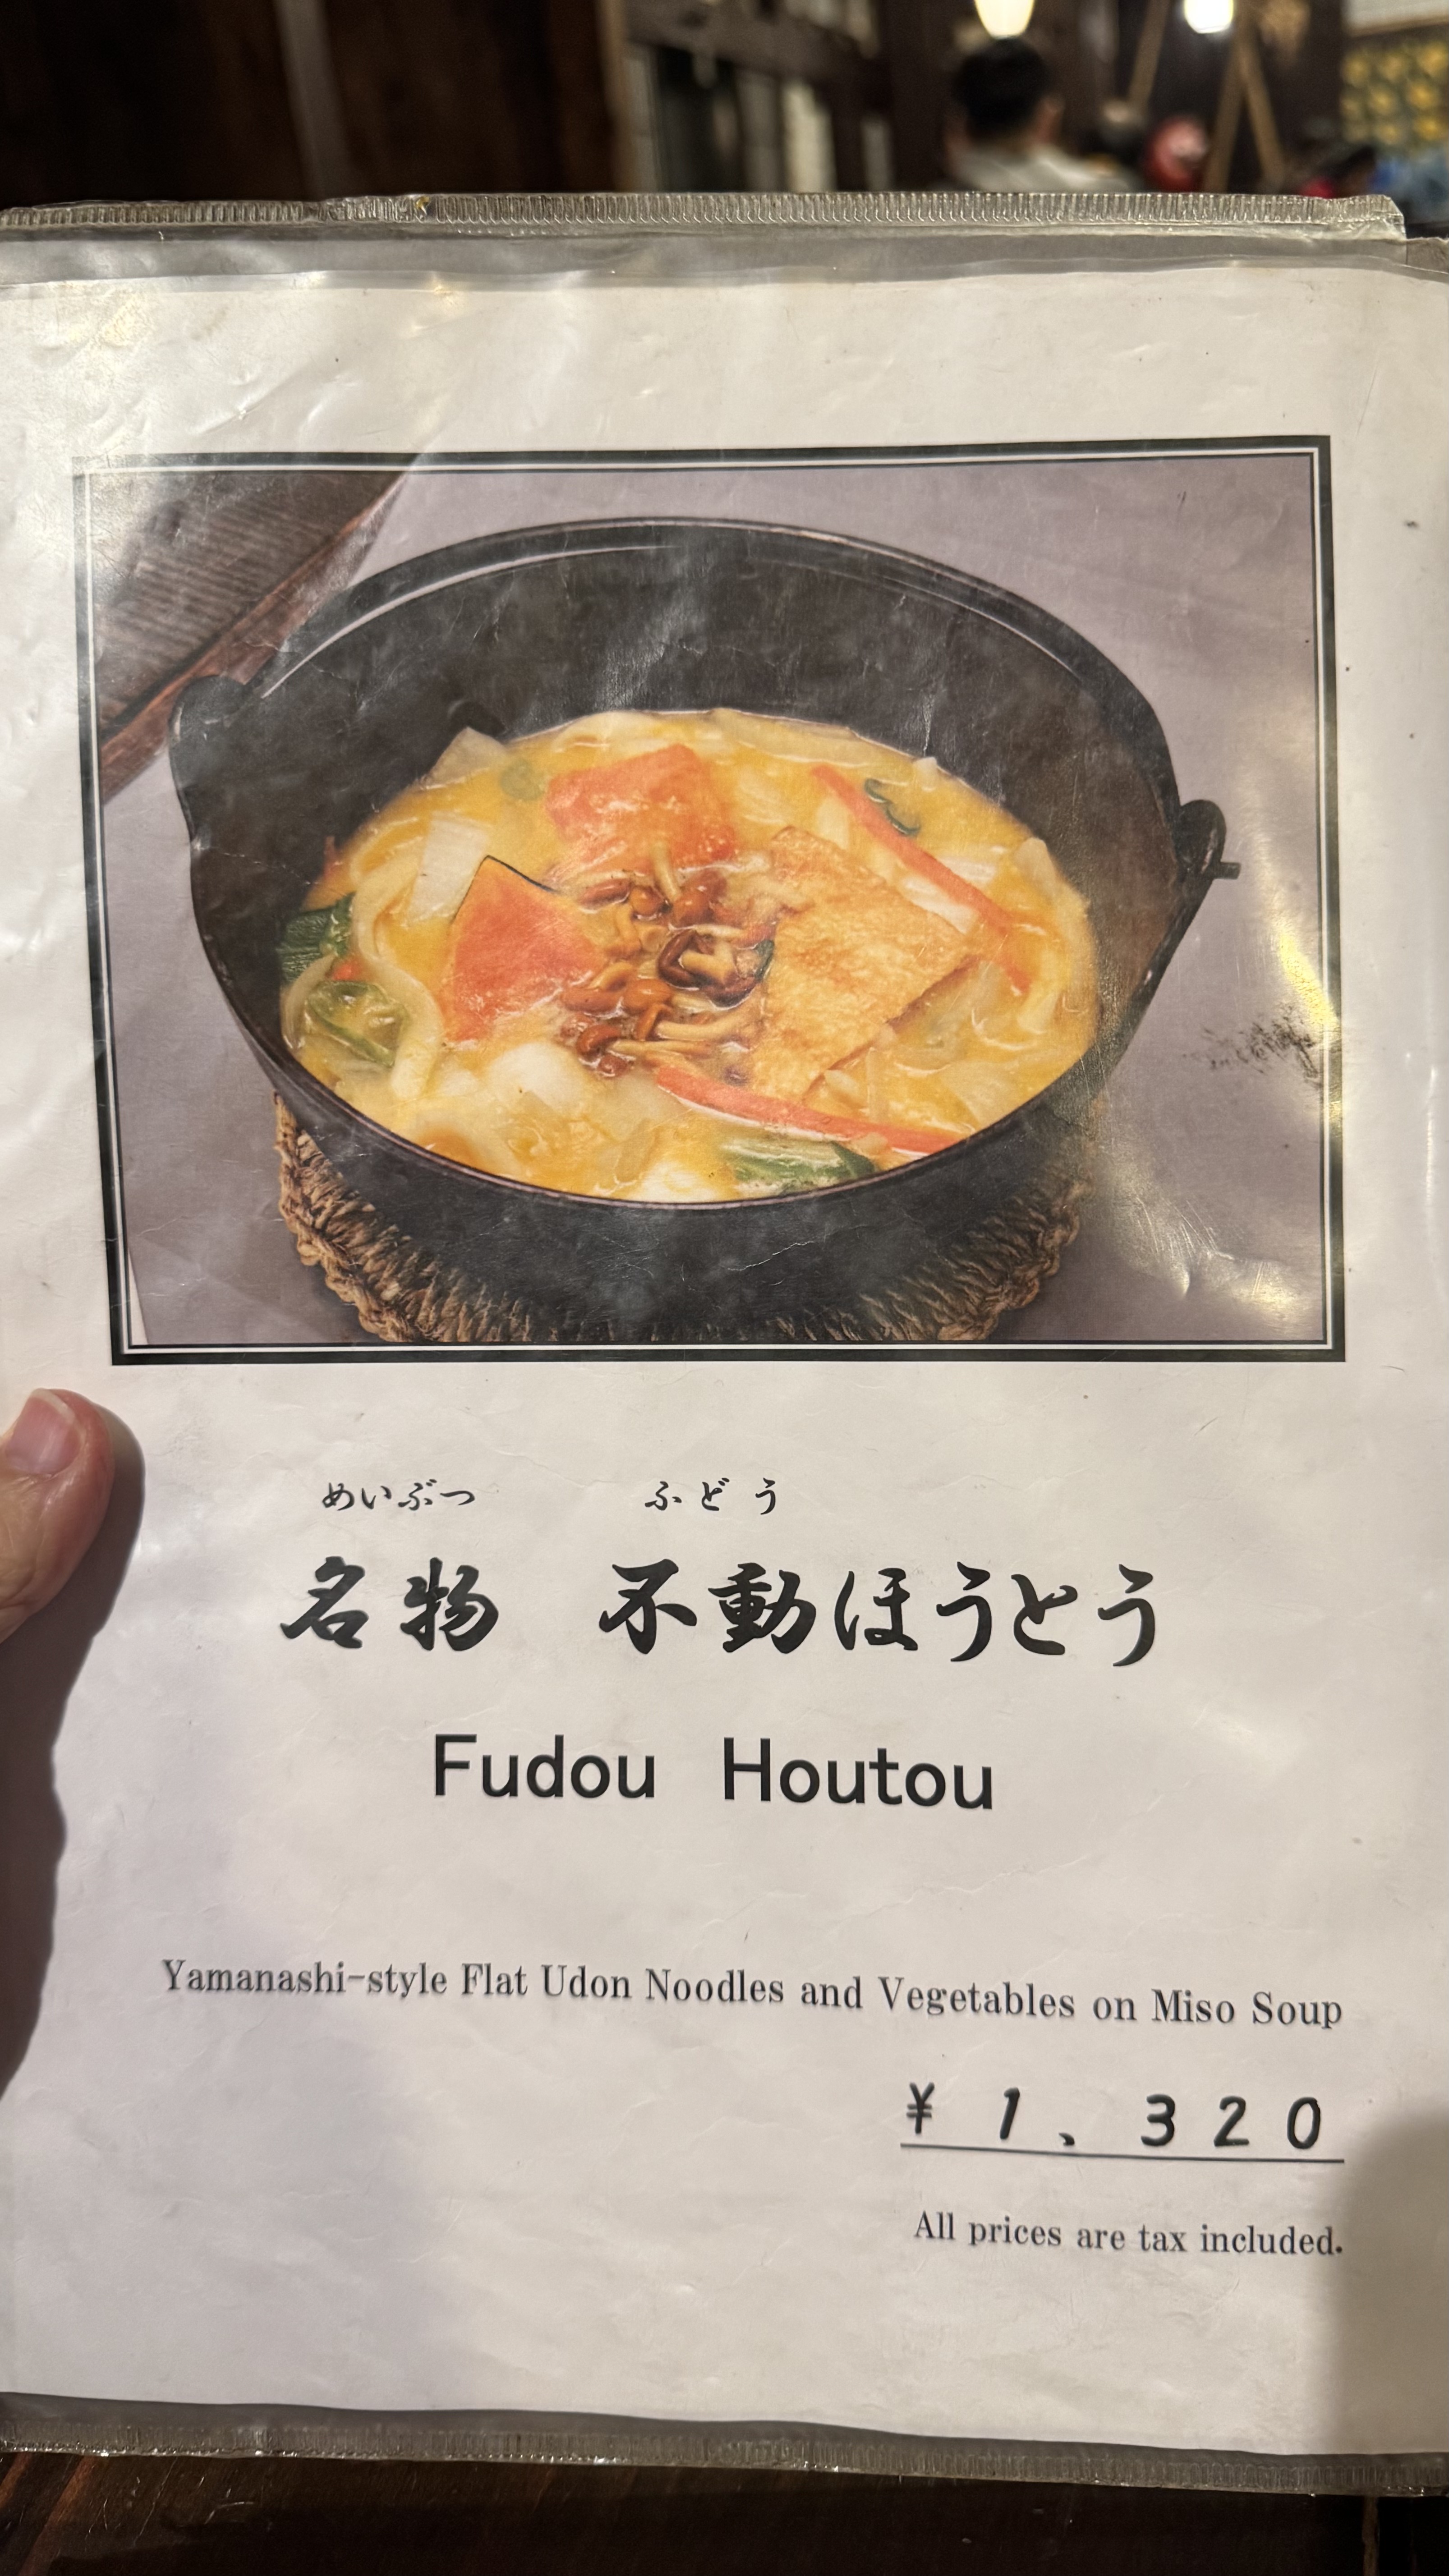 めいぶつ ふどう
名物 不動ほうとう
Fudou Houtou
Yamanashi-style Flat Udon Noodles and Vegetables on Miso Soup
¥1、320
All prices are tax included.